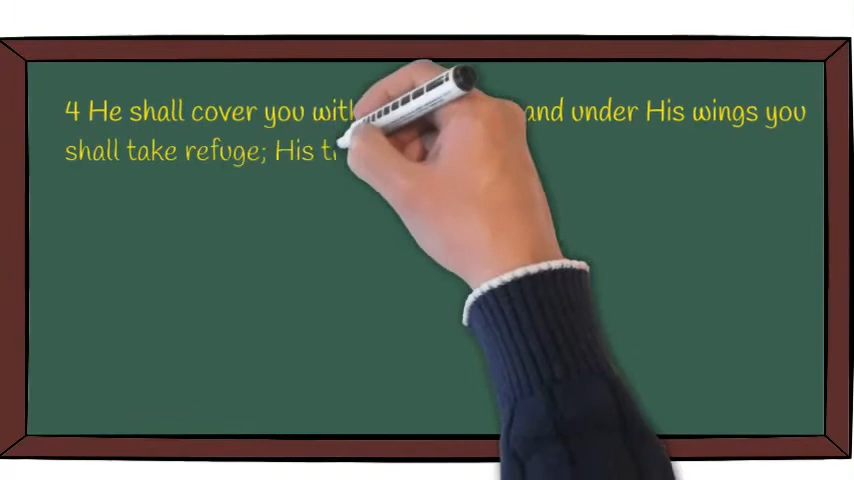 4 He shall cover you with and under His wings you
shall take refuge; His